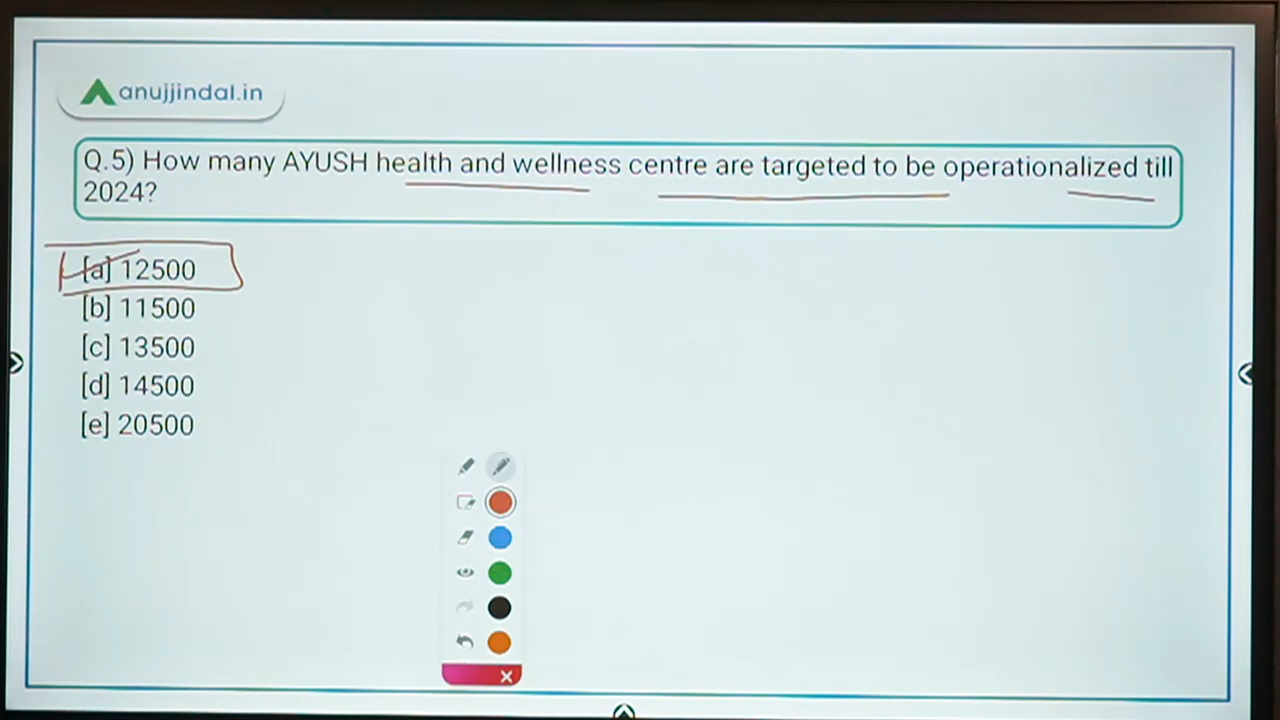 anujjindal.in
Q.5) How many AYUSH health and wellness centre are targeted to be operationalized till
2024?
[a] 12500
[b] 11500
[c] 13500
[d] 14500
[e] 20500